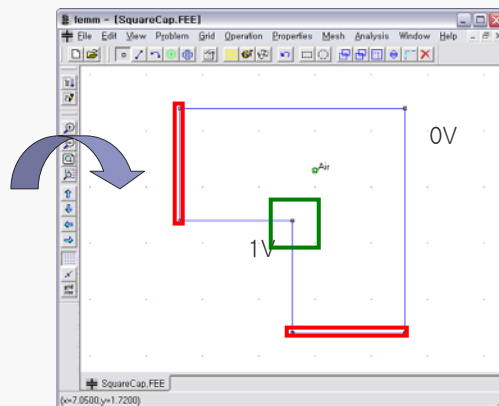 femm - [SquareCap.FEE]
File Edit View Problem Grid Operation Properties Mesh Analysis Window Help
0V
Air
1V
SquareCap.FEE
(x=7.0500,y=1.7200)